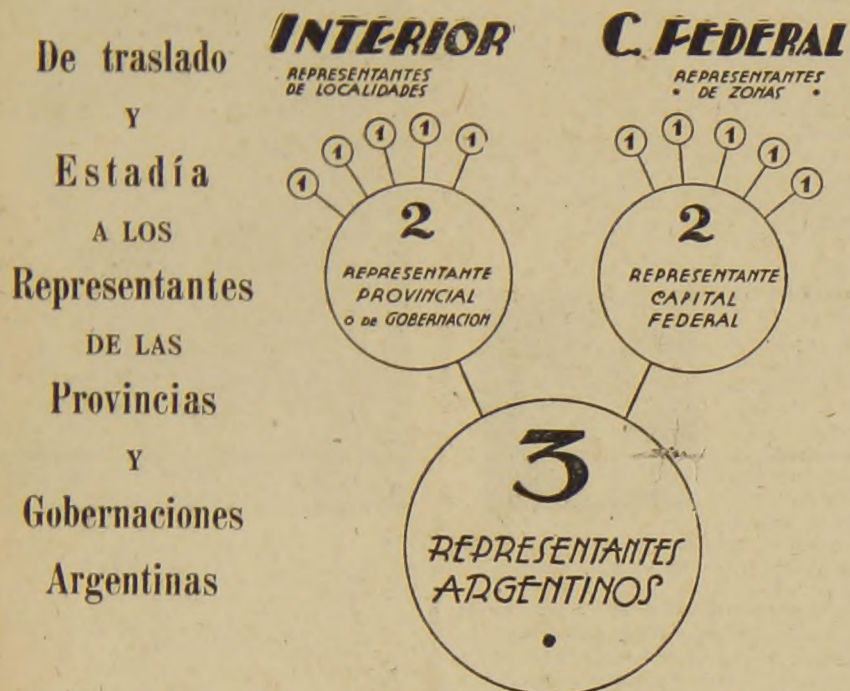 De traslado
Y
Estadía
A LOS
Representantes
DE LAS
Provincias
Y
Gobernaciones
Argentinas
INTERIOR
REPRESENTANTES
DE LOCALIDADES
1 1 1 1 1
2
REPRESENTANTE
PROVINCIAL
O DE GOBERNACION
C. FEDERAL
REPRESENTANTES
• DE ZONAS •
1 1 1 1 1
2
REPRESENTANTE
CAPITAL
FEDERAL
3
REPRESENTANTES
ARGENTINOS